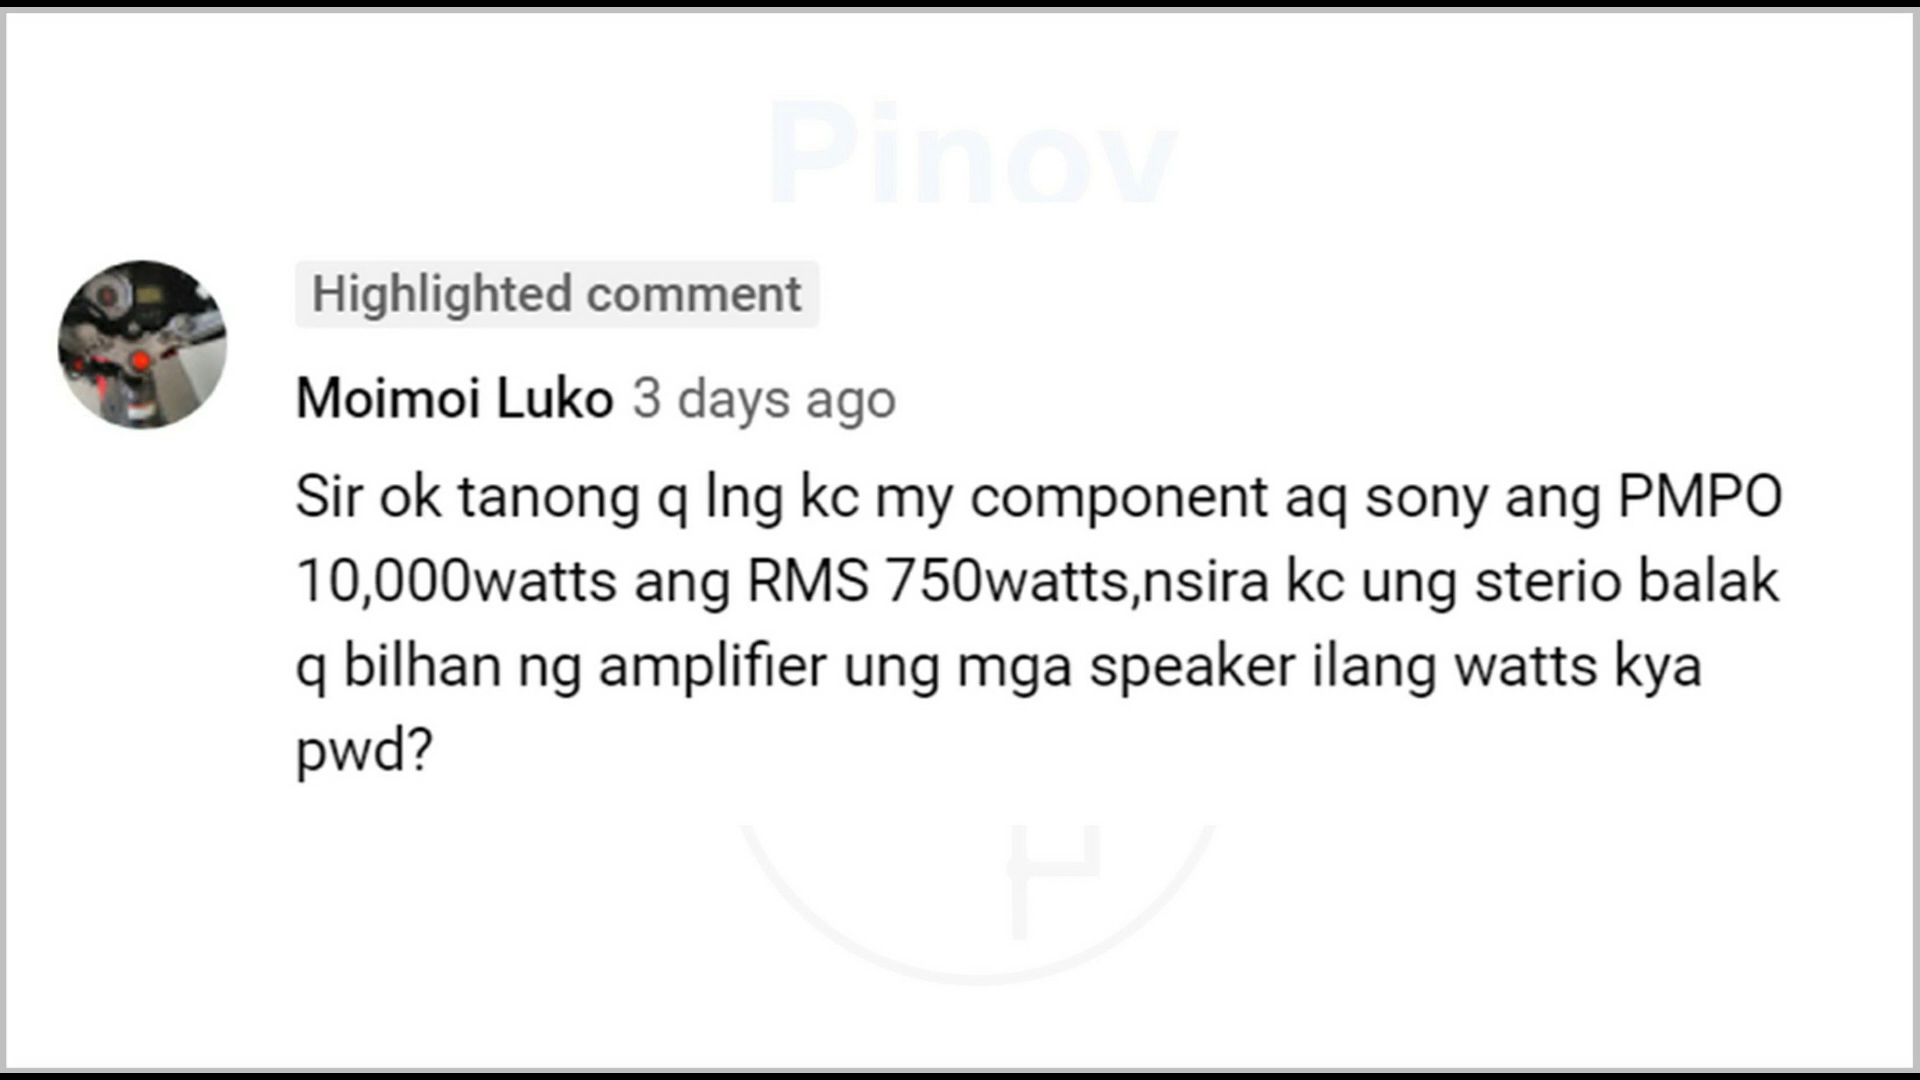 Pinoy
Highlighted comment
Moimoi Luko 3 days ago
Sir ok tanong q lng kc my component aq sony ang PMPO
10,000watts ang RMS 750watts,nsira kc ung sterio balak
q bilhan ng amplifier ung mga speaker ilang watts kya
pwd?